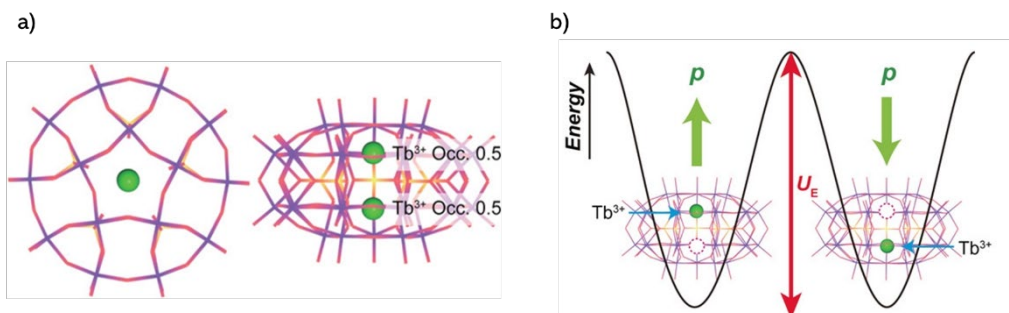 a)
Tb³⁺ Occ. 0.5
Tb³⁺ Occ. 0.5
b)
Energy
p
p
U_E
Tb³⁺
Tb³⁺